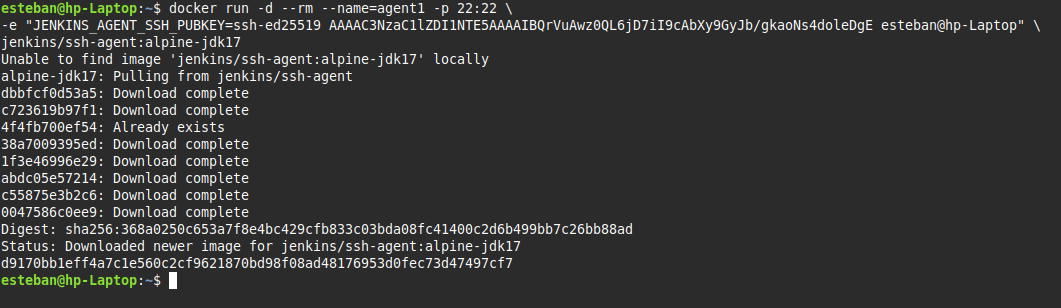 esteban@hp-Laptop:~$ docker run -d --rm --name=agent1 -p 22:22 \
-e "JENKINS_AGENT_SSH_PUBKEY=ssh-ed25519 AAAAC3NzaC1lZDI1NTE5AAAAIBQrVuAwz0QL6jD7iI9cAbXy9GyJb/gkaoNs4doleDgE esteban@hp-Laptop" \
jenkins/ssh-agent:alpine-jdk17
Unable to find image 'jenkins/ssh-agent:alpine-jdk17' locally
alpine-jdk17: Pulling from jenkins/ssh-agent
dbbfcf0d53a5: Download complete
c723619b97f1: Download complete
4f4fb700ef54: Already exists
38a7009395ed: Download complete
1f3e46996e29: Download complete
abdc05e57214: Download complete
c55875e3b2c6: Download complete
0047586c0ee9: Download complete
Digest: sha256:368a0250c653a7f8e4bc429cfb833c03bda08fc41400c2d6b499bb7c26bb88ad
Status: Downloaded newer image for jenkins/ssh-agent:alpine-jdk17
d9170bb1eff4a7c1e560c2cf9621870bd98f08ad48176953d0fec73d47497cf7
esteban@hp-Laptop:~$